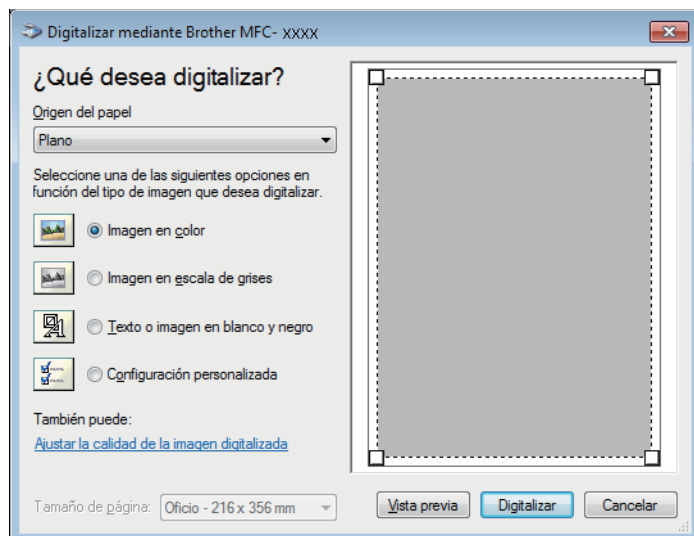 Digitalizar mediante Brother MFC- XXXX
¿Qué desea digitalizar?
Origen del papel
Plano
Seleccione una de las siguientes opciones en
función del tipo de imagen que desea digitalizar.
Imagen en color
Imagen en escala de grises
Texto o imagen en blanco y negro
Configuración personalizada
También puede:
Ajustar la calidad de la imagen digitalizada
Tamaño de página: Oficio - 216 x 356 mm
Vista previa Digitalizar Cancelar